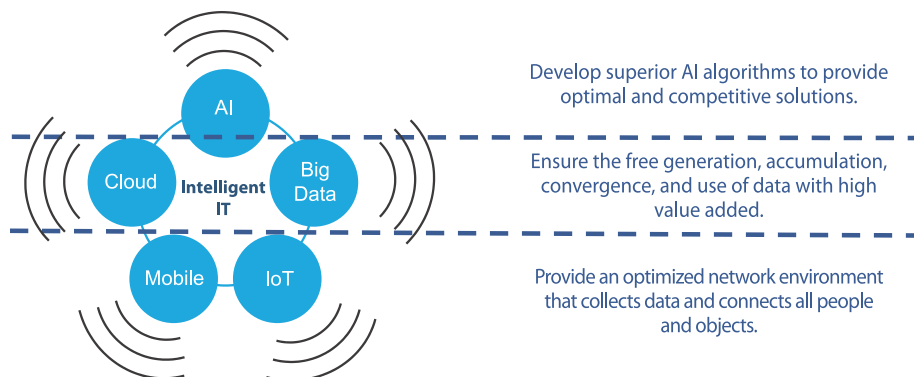 AI
Develop superior AI algorithms to provide
optimal and competitive solutions.
Cloud
Intelligent
IT
Big
Data
Ensure the free generation, accumulation,
convergence, and use of data with high
value added.
Mobile
IoT
Provide an optimized network environment
that collects data and connects all people
and objects.